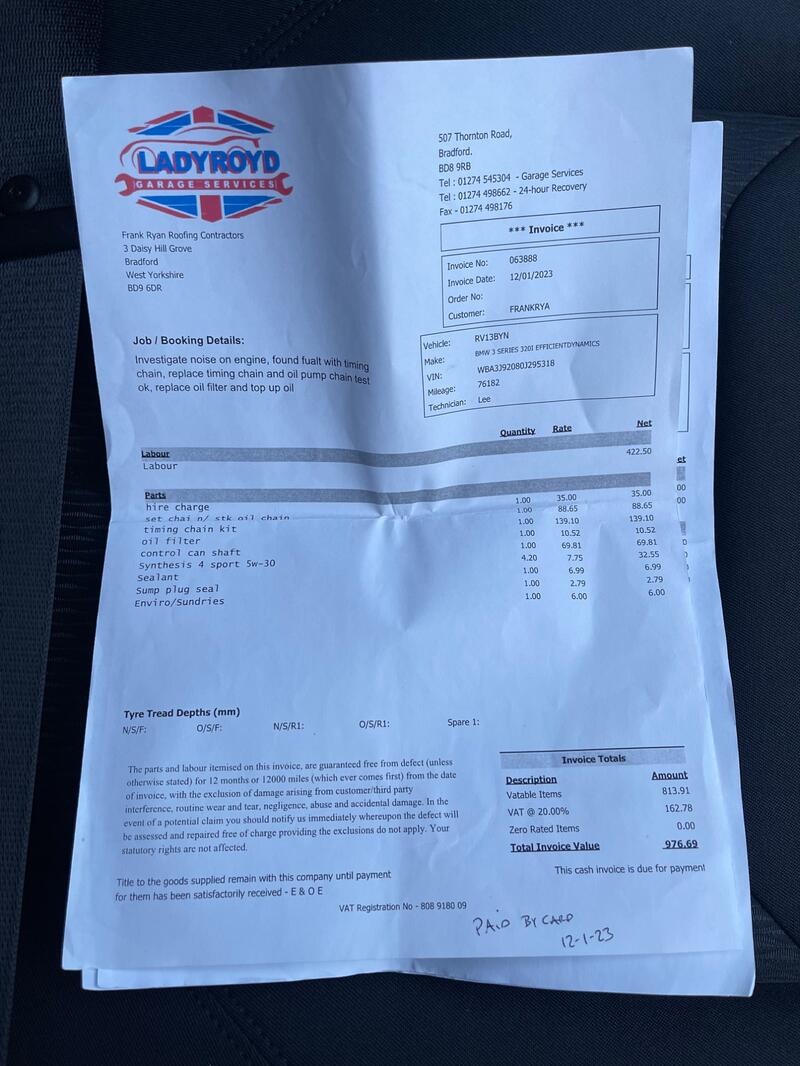 LADYROYD
GARAGE SERVICES
507 Thornton Road,
Bradford.
BD8 9RB
Tel : 01274 545304 - Garage Services
Tel : 01274 498662 - 24-hour Recovery
Fax - 01274 498176
*** Invoice ***
Frank Ryan Roofing Contractors
3 Daisy Hill Grove
Bradford
West Yorkshire
BD9 6DR
Invoice No: 063888
Invoice Date: 12/01/2023
Order No:
Customer: FRANKRYA
Job / Booking Details:
Investigate noise on engine, found fualt with timing
chain, replace timing chain and oil pump chain test
ok, replace oil filter and top up oil
Vehicle: RV13BYN
Make: BMW 3 SERIES 320I EFFICIENTDYNAMICS
VIN: WBA3J92080J295318
Mileage: 76182
Technician: Lee
Quantity Rate Net
Labour
Labour 422.50
Parts
hire charge 1.00 35.00 35.00
set chai n/ stk oil chain 1.00 88.65 88.65
timing chain kit 1.00 139.10 139.10
oil filter 1.00 10.52 10.52
control can shaft 1.00 69.81 69.81
Synthesis 4 sport 5w-30 4.20 7.75 32.55
Sealant 1.00 6.99 6.99
Sump plug seal 1.00 2.79 2.79
Enviro/Sundries 1.00 6.00 6.00
Tyre Tread Depths (mm)
N/S/F: O/S/F: N/S/R1: O/S/R1: Spare 1:
The parts and labour itemised on this invoice, are guaranteed free from defect (unless
otherwise stated) for 12 months or 12000 miles (which ever comes first) from the date
of invoice, with the exclusion of damage arising from customer/third party
interference, routine wear and tear, negligence, abuse and accidental damage. In the
event of a potential claim you should notify us immediately whereupon the defect will
be assessed and repaired free of charge providing the exclusions do not apply. Your
statutory rights are not affected.
Invoice Totals
Description Amount
Vatable Items 813.91
VAT @ 20.00% 162.78
Zero Rated Items 0.00
Total Invoice Value 976.69
This cash invoice is due for payment
Title to the goods supplied remain with this company until payment
for them has been satisfactorily received - E & O E
VAT Registration No - 808 9180 09
PAID BY CARD
12-1-23